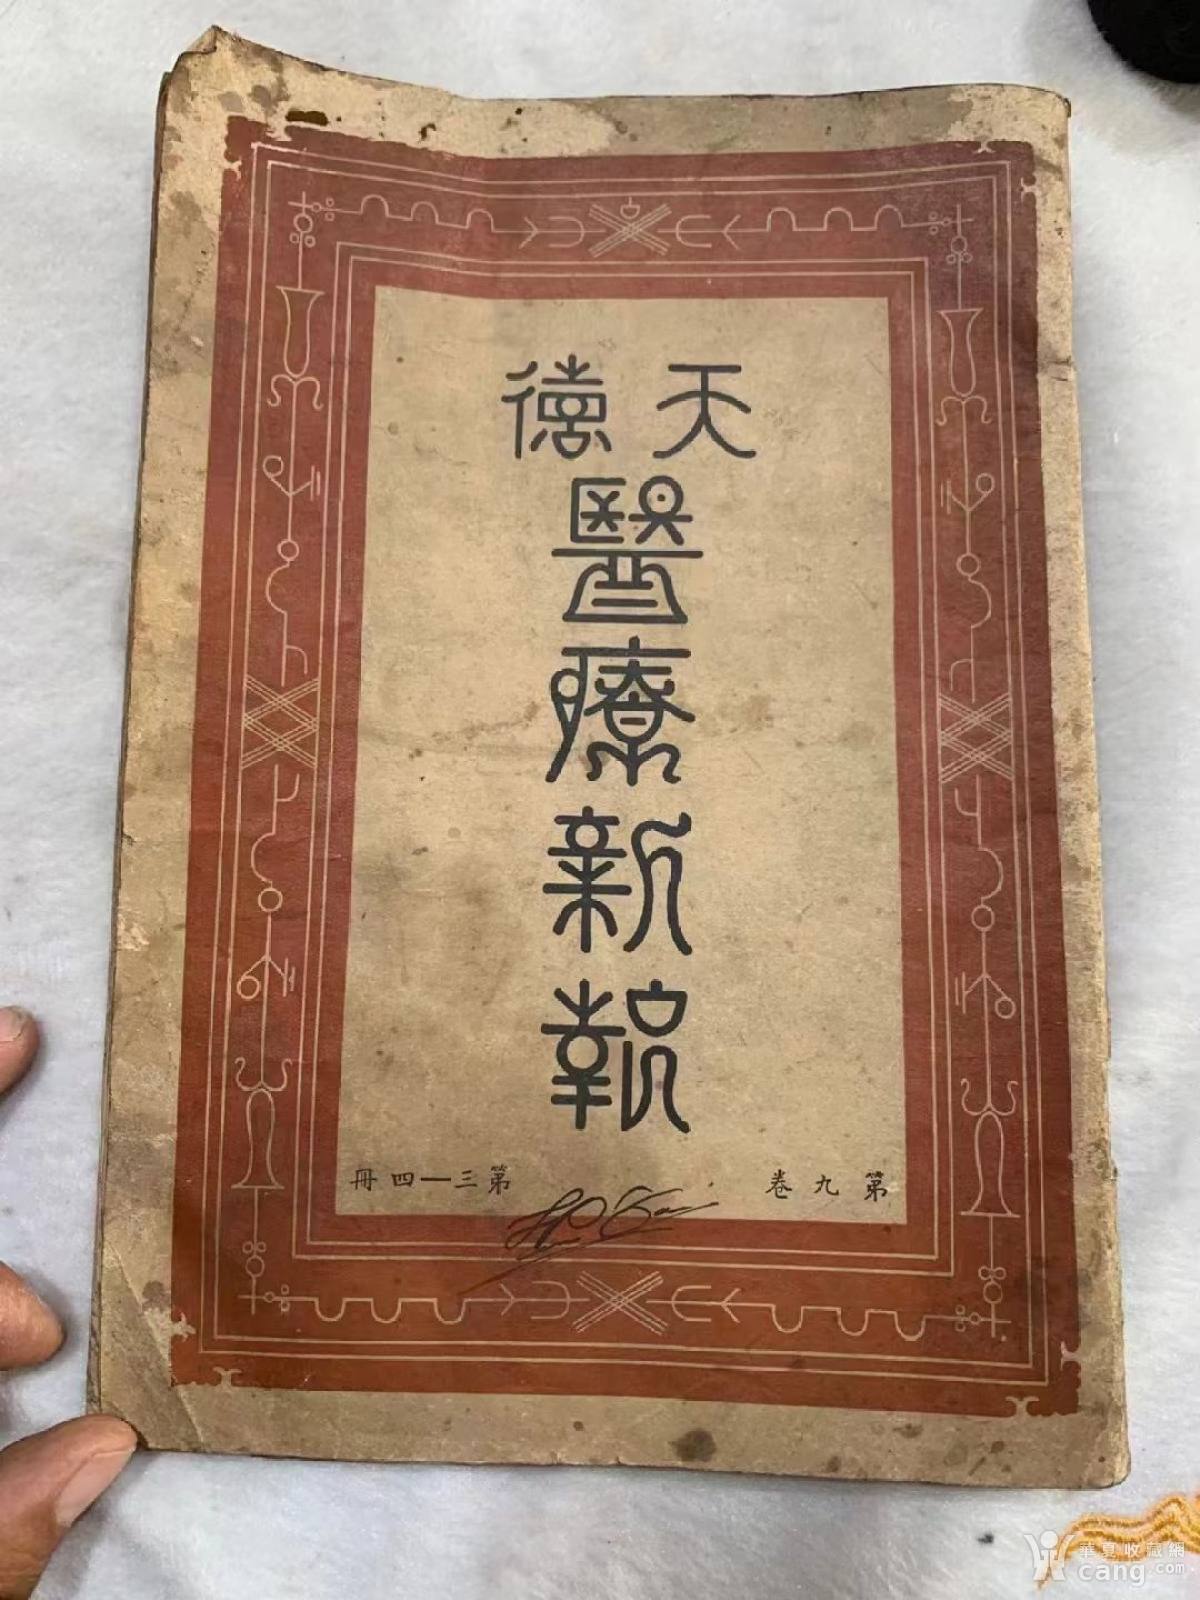 天德
醫療新報
第九卷
第三—四冊
華夏收藏網
cang.com